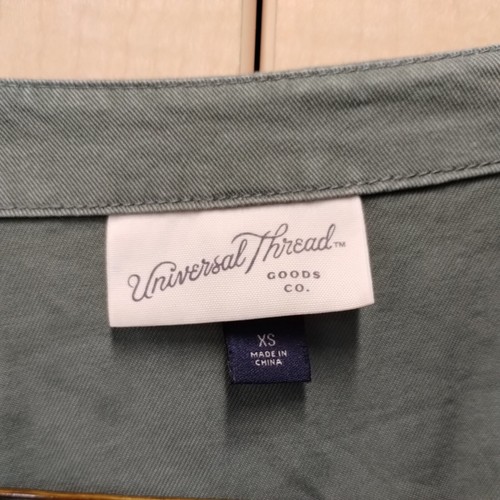 Universal Thread™
GOODS
CO.
XS
MADE IN
CHINA